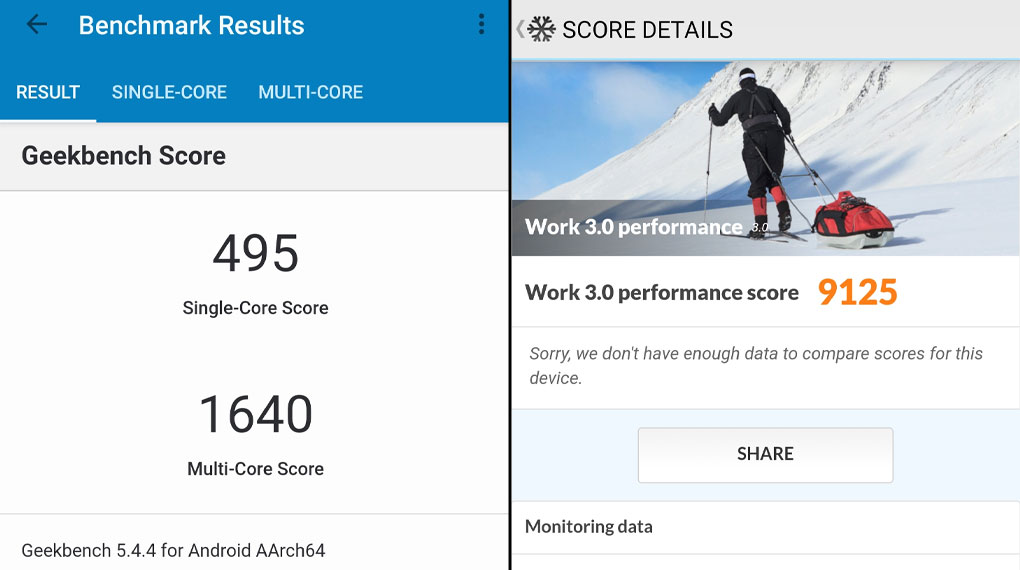 Benchmark Results
RESULT SINGLE-CORE MULTI-CORE
Geekbench Score
495
Single-Core Score
1640
Multi-Core Score
Geekbench 5.4.4 for Android AArch64
SCORE DETAILS
Work 3.0 performance 3.0
Work 3.0 performance score 9125
Sorry, we don't have enough data to compare scores for this
device.
SHARE
Monitoring data